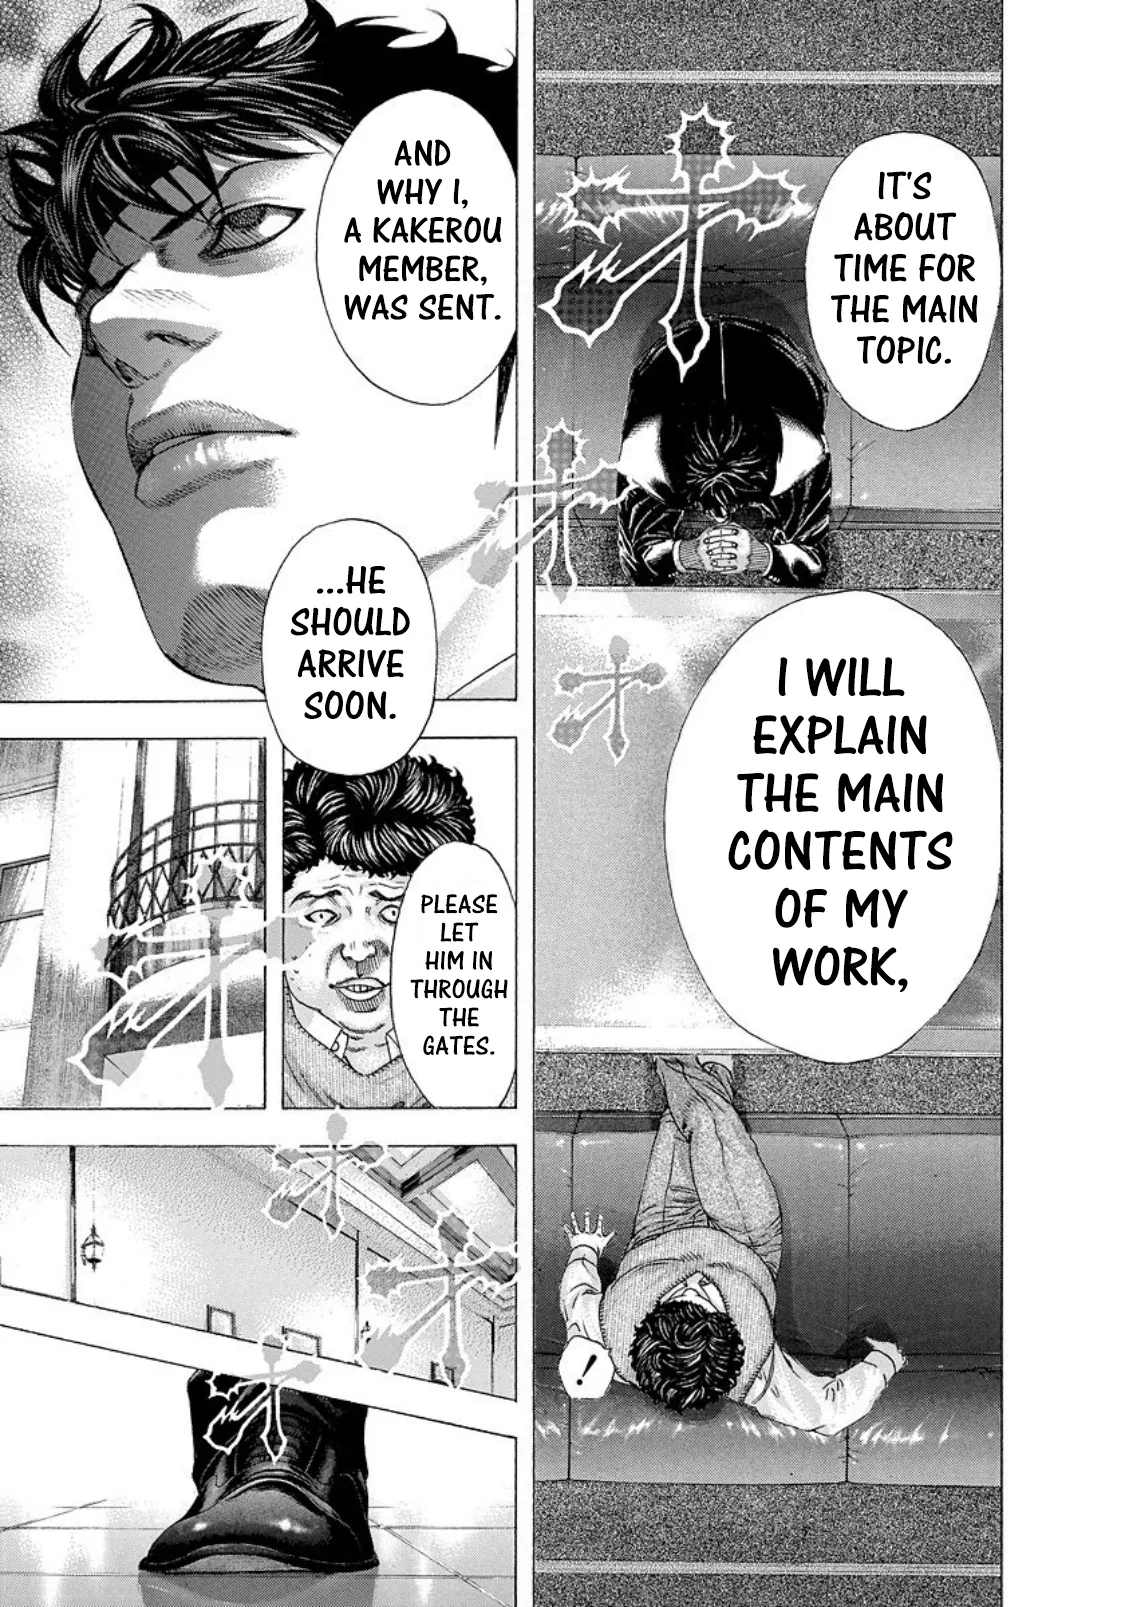 IT'S
ABOUT
TIME FOR
THE MAIN
TOPIC.
I WILL
EXPLAIN
THE MAIN
CONTENTS
OF MY
WORK,
!
AND
WHY I,
A KAKEROU
MEMBER,
WAS SENT.
...HE
SHOULD
ARRIVE
SOON.
PLEASE
LET
HIM IN
THROUGH
THE
GATES.